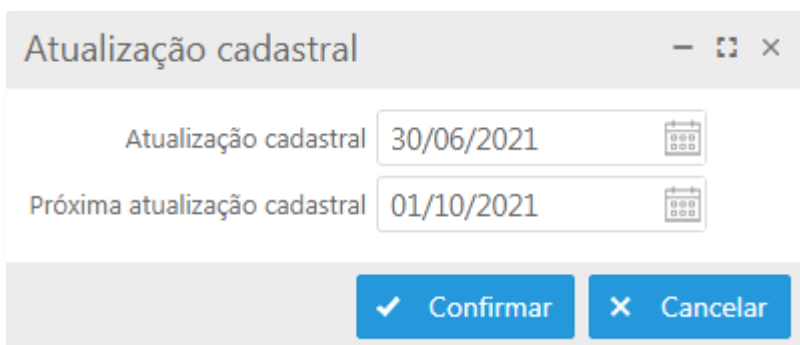 Atualização cadastral
Atualização cadastral 30/06/2021
Próxima atualização cadastral 01/10/2021
Confirmar Cancelar